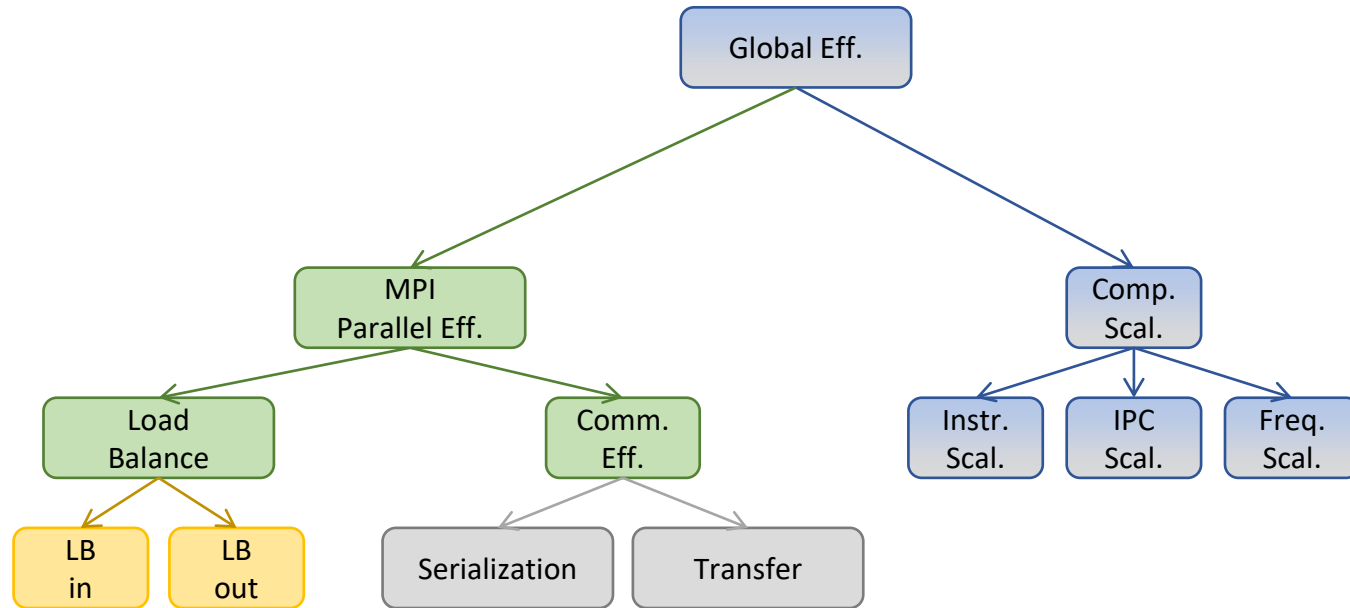 Global Eff.
MPI
Parallel Eff.
Comp.
Scal.
Load
Balance
Comm.
Eff.
Instr.
Scal.
IPC
Scal.
Freq.
Scal.
LB
in
LB
out
Serialization
Transfer